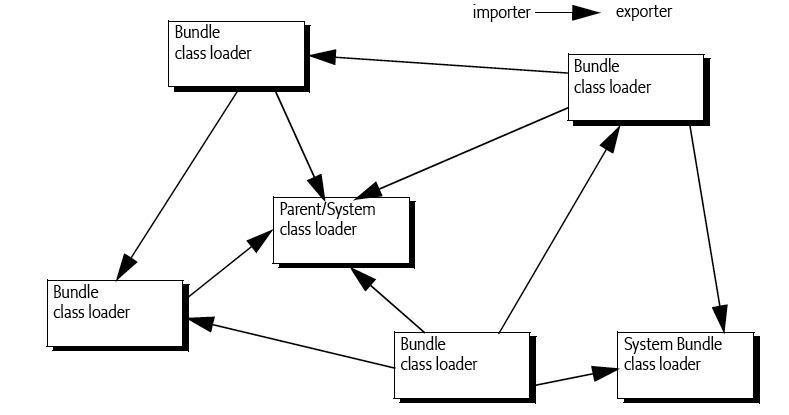 importer exporter
Bundle
class loader
Bundle
class loader
Parent/System
class loader
Bundle
class loader
Bundle
class loader
System Bundle
class loader